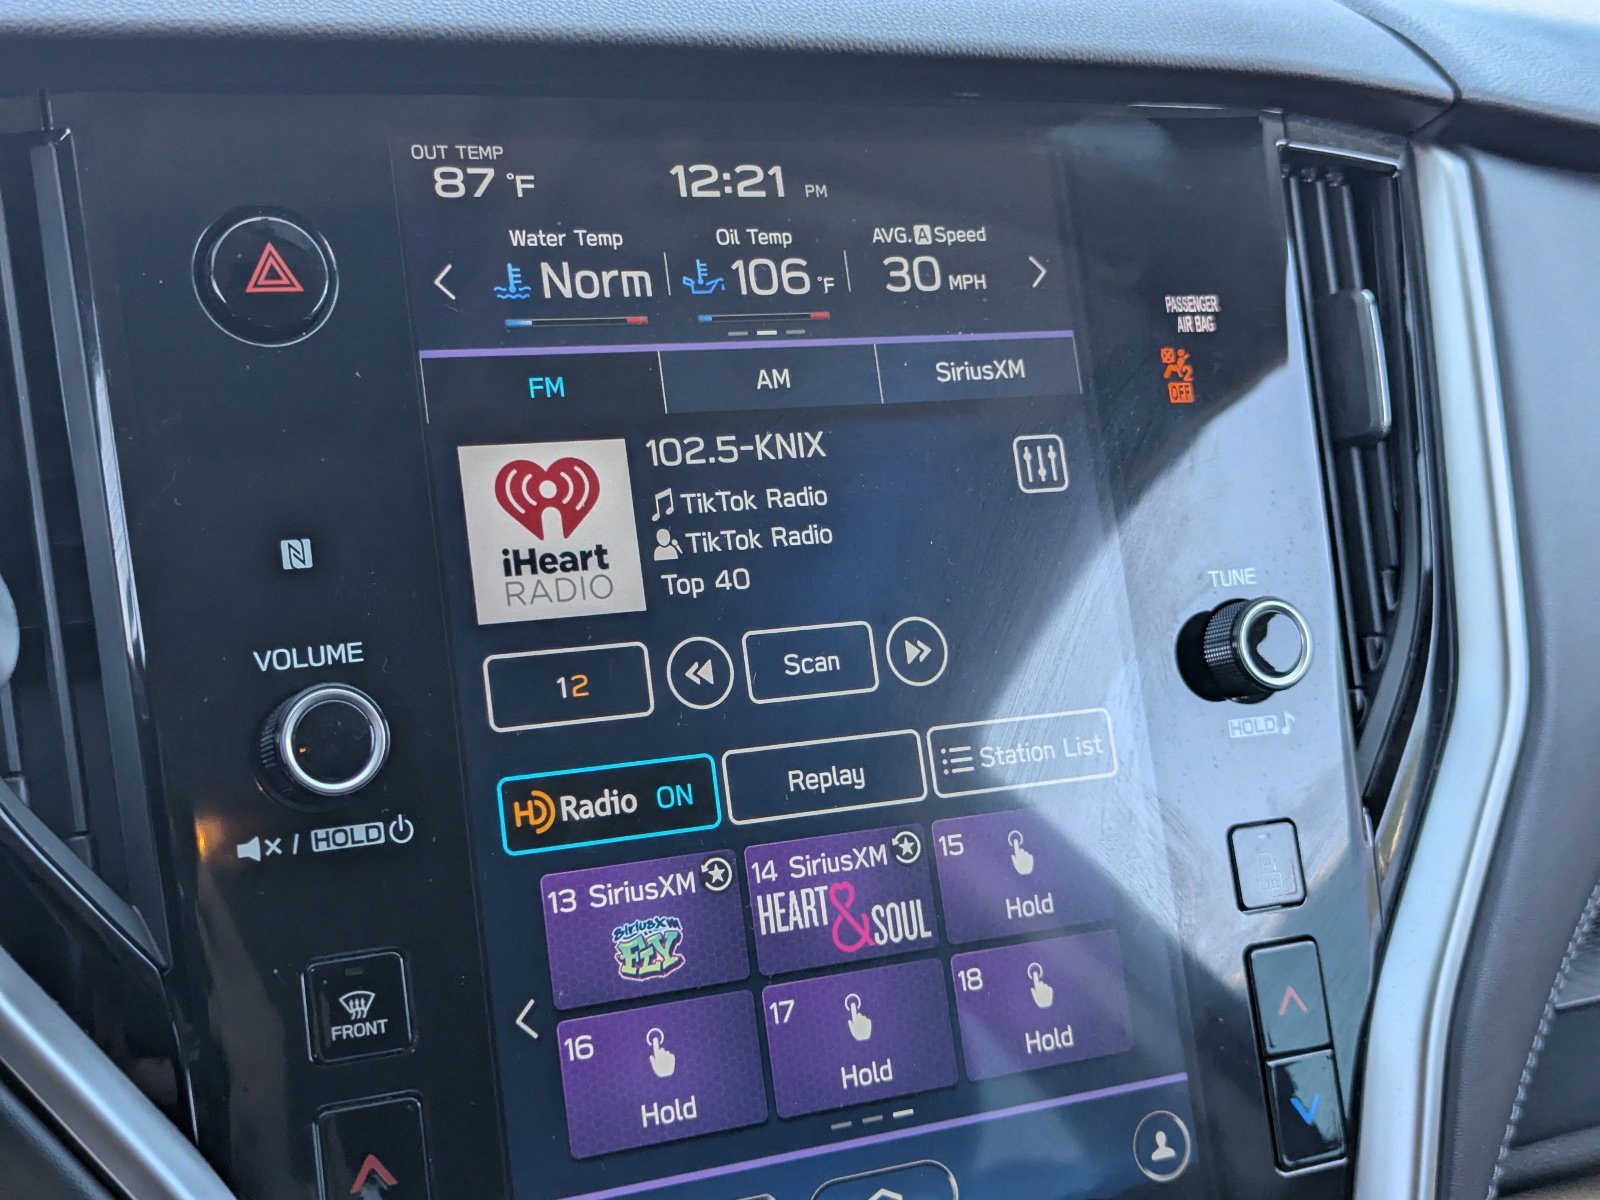 OUT TEMP
87 °F
12:21 PM
Water Temp
Norm
Oil Temp
106 °F
AVG. A Speed
30 MPH
PASSENGER
AIR BAG
2
OFF
FM
AM
SiriusXM
iHeart
RADIO
102.5-KNIX
TikTok Radio
TikTok Radio
Top 40
N
VOLUME
HOLD
TUNE
HOLD
12
Scan
HD Radio ON
Replay
Station List
13 SiriusXM
SiriusXM
FLY
14 SiriusXM
HEART & SOUL
15
Hold
16
Hold
17
Hold
18
Hold
FRONT